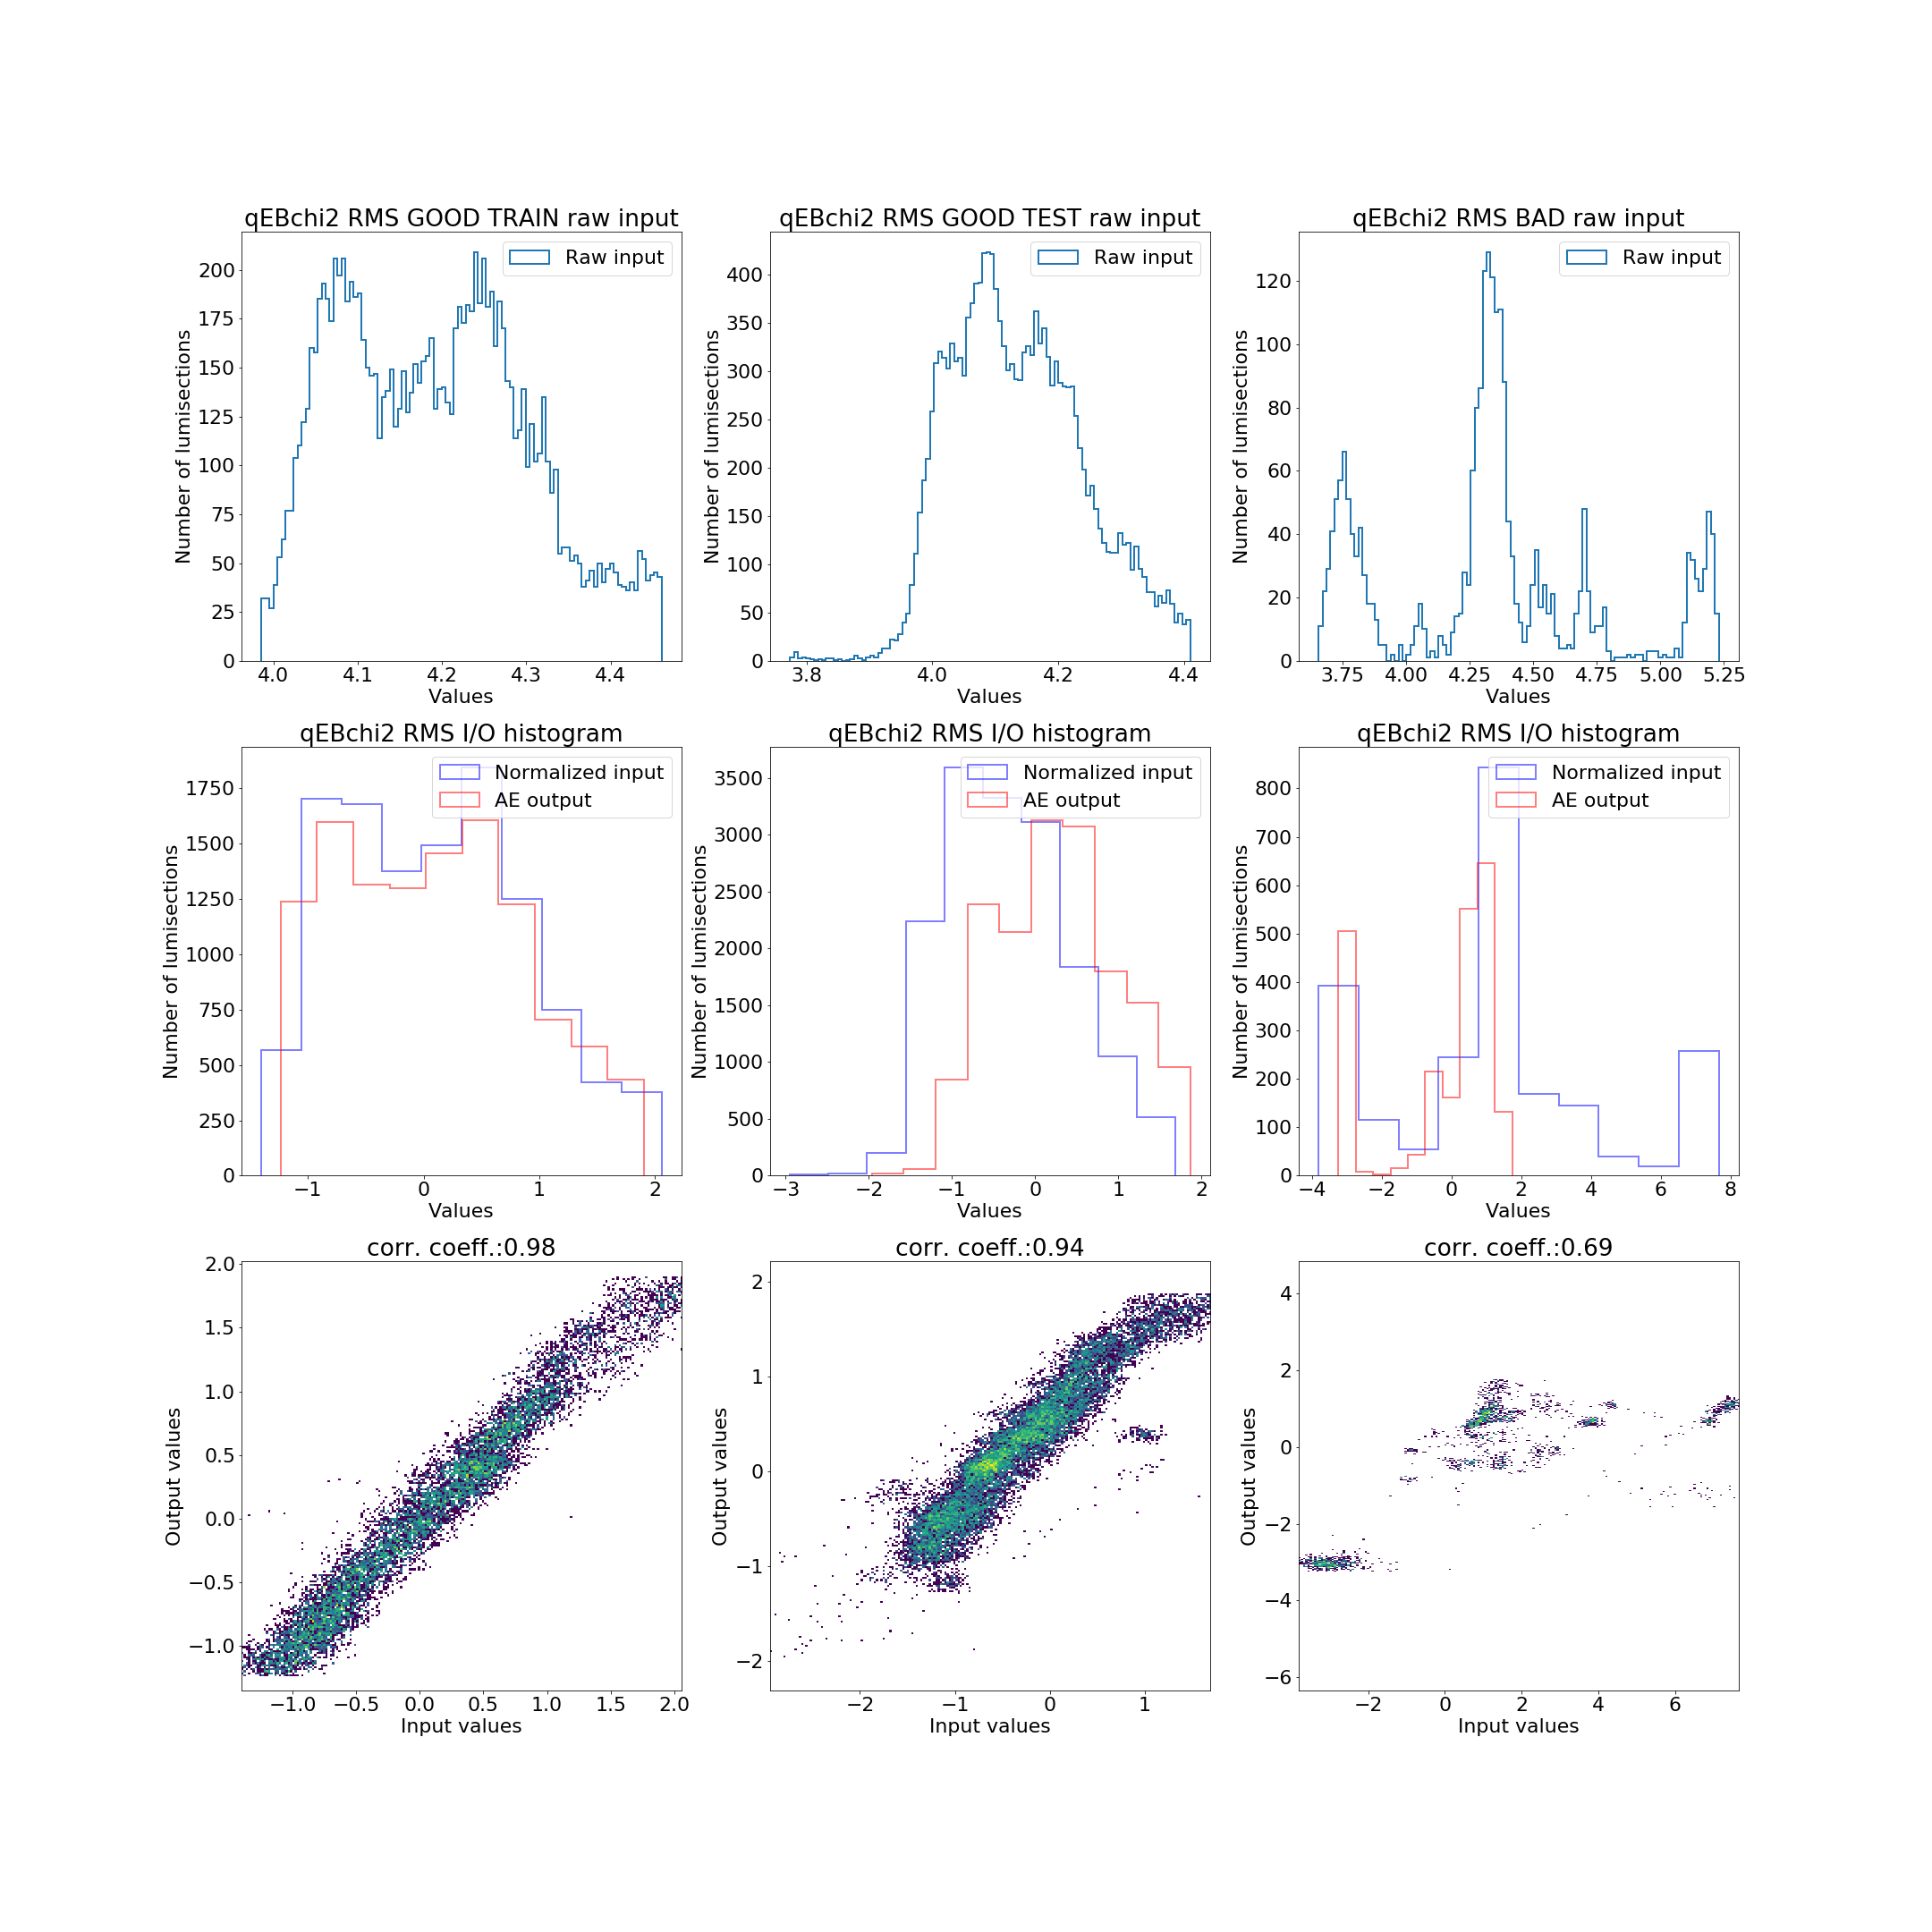 qEBchi2 RMS GOOD TRAIN raw input
Raw input
Number of lumisections
200
175
150
125
100
75
50
25
0
4.0 4.1 4.2 4.3 4.4
Values
qEBchi2 RMS GOOD TEST raw input
Raw input
Number of lumisections
400
350
300
250
200
150
100
50
0
3.8 4.0 4.2 4.4
Values
qEBchi2 RMS BAD raw input
Raw input
Number of lumisections
120
100
80
60
40
20
0
3.75 4.00 4.25 4.50 4.75 5.00 5.25
Values
qEBchi2 RMS I/O histogram
Normalized input
AE output
Number of lumisections
1750
1500
1250
1000
750
500
250
0
−1 0 1 2
Values
qEBchi2 RMS I/O histogram
Normalized input
AE output
Number of lumisections
3500
3000
2500
2000
1500
1000
500
0
−3 −2 −1 0 1 2
Values
qEBchi2 RMS I/O histogram
Normalized input
AE output
Number of lumisections
800
700
600
500
400
300
200
100
0
−4 −2 0 2 4 6 8
Values
corr. coeff.:0.98
Output values
2.0
1.5
1.0
0.5
0.0
−0.5
−1.0
−1.0 −0.5 0.0 0.5 1.0 1.5 2.0
Input values
corr. coeff.:0.94
Output values
2
1
0
−1
−2
−2 −1 0 1
Input values
corr. coeff.:0.69
Output values
4
2
0
−2
−4
−6
−2 0 2 4 6
Input values